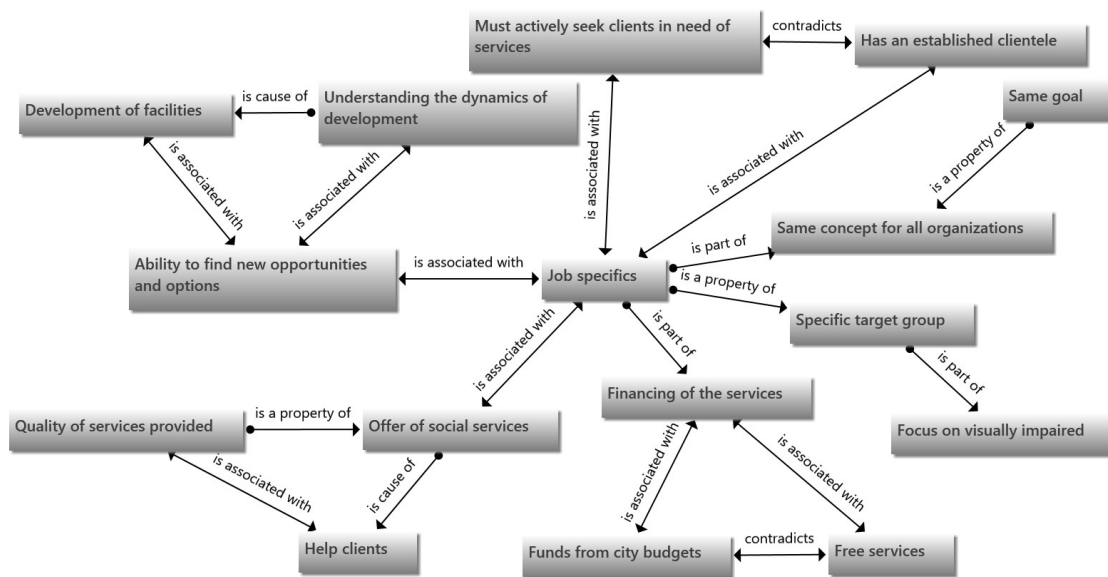 Must actively seek clients in need of
services
contradicts
Has an established clientele
Development of facilities
is cause of
Understanding the dynamics of
development
Same goal
is associated with
is associated with
is associated with
is associated with
is a property of
Same concept for all organizations
Ability to find new opportunities
and options
is associated with
Job specifics
is part of
is a property of
Specific target group
is associated with
is part of
is part of
Financing of the services
Quality of services provided
is a property of
Offer of social services
Focus on visually impaired
is associated with
is cause of
is associated with
is associated with
Help clients
Funds from city budgets
contradicts
Free services